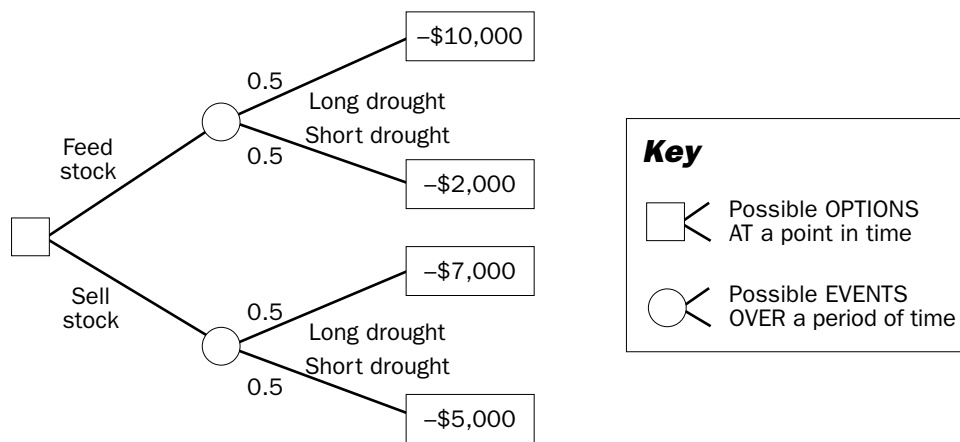 –$10,000
0.5
Long drought
Feed
stock
Short drought
0.5
–$2,000
Sell
stock
–$7,000
0.5
Long drought
Short drought
0.5
–$5,000
Key
Possible OPTIONS
AT a point in time
Possible EVENTS
OVER a period of time